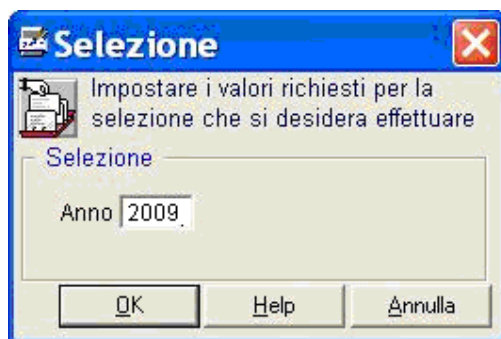 Selezione
Impostare i valori richiesti per la
selezione che si desidera effettuare
Selezione
Anno 2009
OK Help Annulla